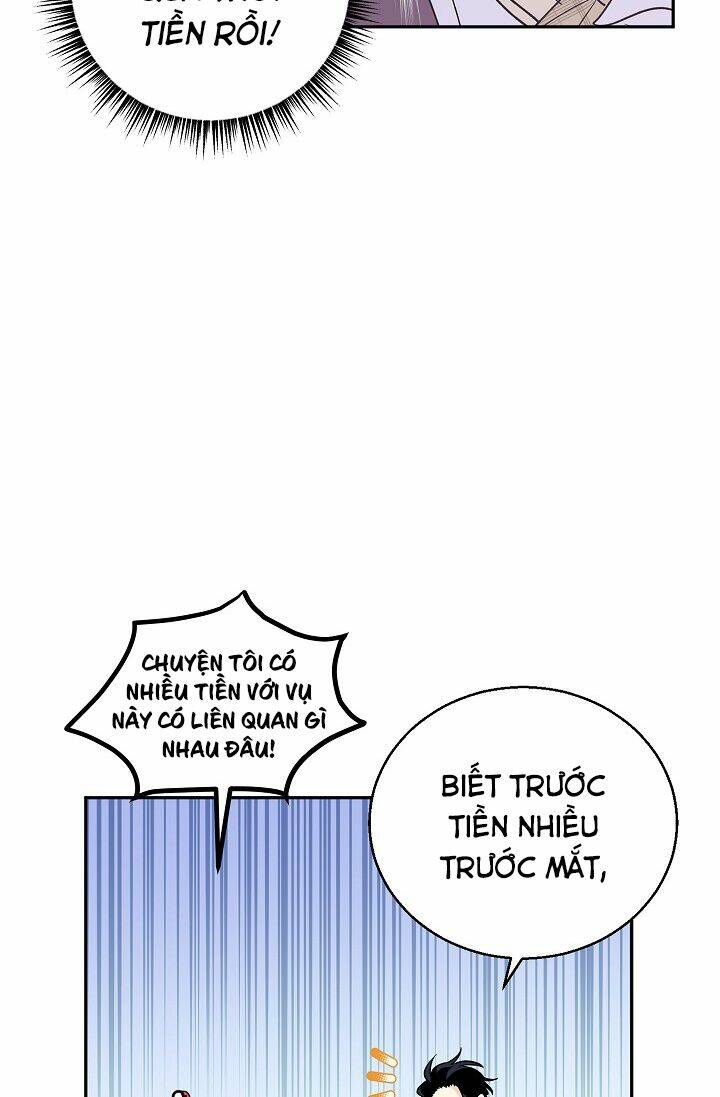 TIỀN RỒI!
CHUYỆN TÔI CÓ
NHIỀU TIỀN VỚI VỤ
NÀY CÓ LIÊN QUAN GÌ
NHAU ĐÂU!
BIẾT TRƯỚC
TIỀN NHIỀU
TRƯỚC MẮT,